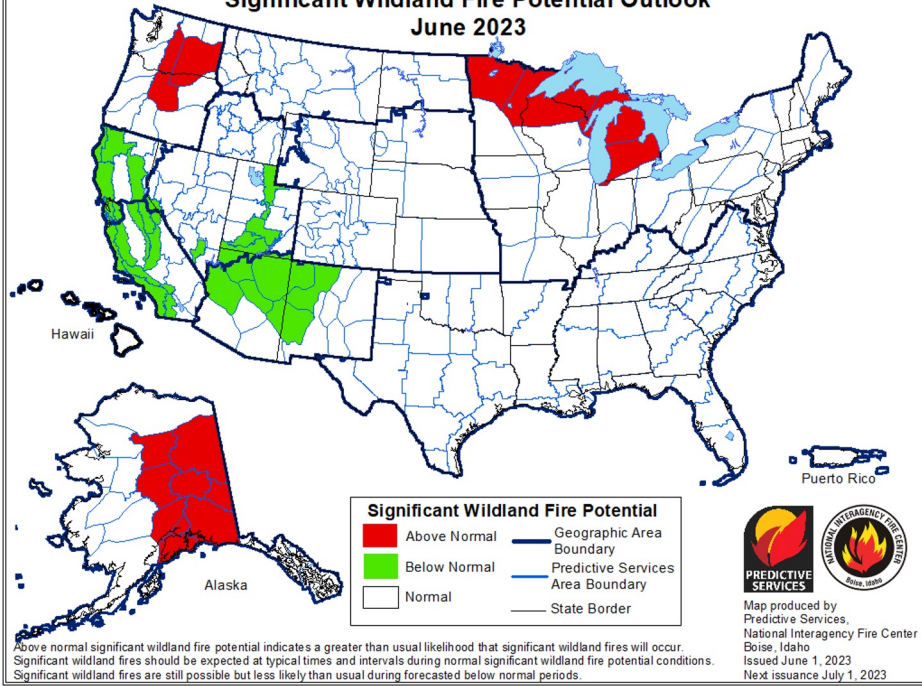 Significant Wildland Fire Potential Outlook
June 2023
Hawaii
Puerto Rico
Alaska
Significant Wildland Fire Potential
Above Normal
Below Normal
Normal
Geographic Area
Boundary
Predictive Services
Area Boundary
State Border
PREDICTIVE
SERVICES
NATIONAL INTERAGENCY FIRE CENTER
Boise, Idaho
Map produced by
Predictive Services,
National Interagency Fire Center
Boise, Idaho
Issued June 1, 2023
Next issuance July 1, 2023
Above normal significant wildland fire potential indicates a greater than usual likelihood that significant wildland fires will occur.
Significant wildland fires should be expected at typical times and intervals during normal significant wildland fire potential conditions.
Significant wildland fires are still possible but less likely than usual during forecasted below normal periods.